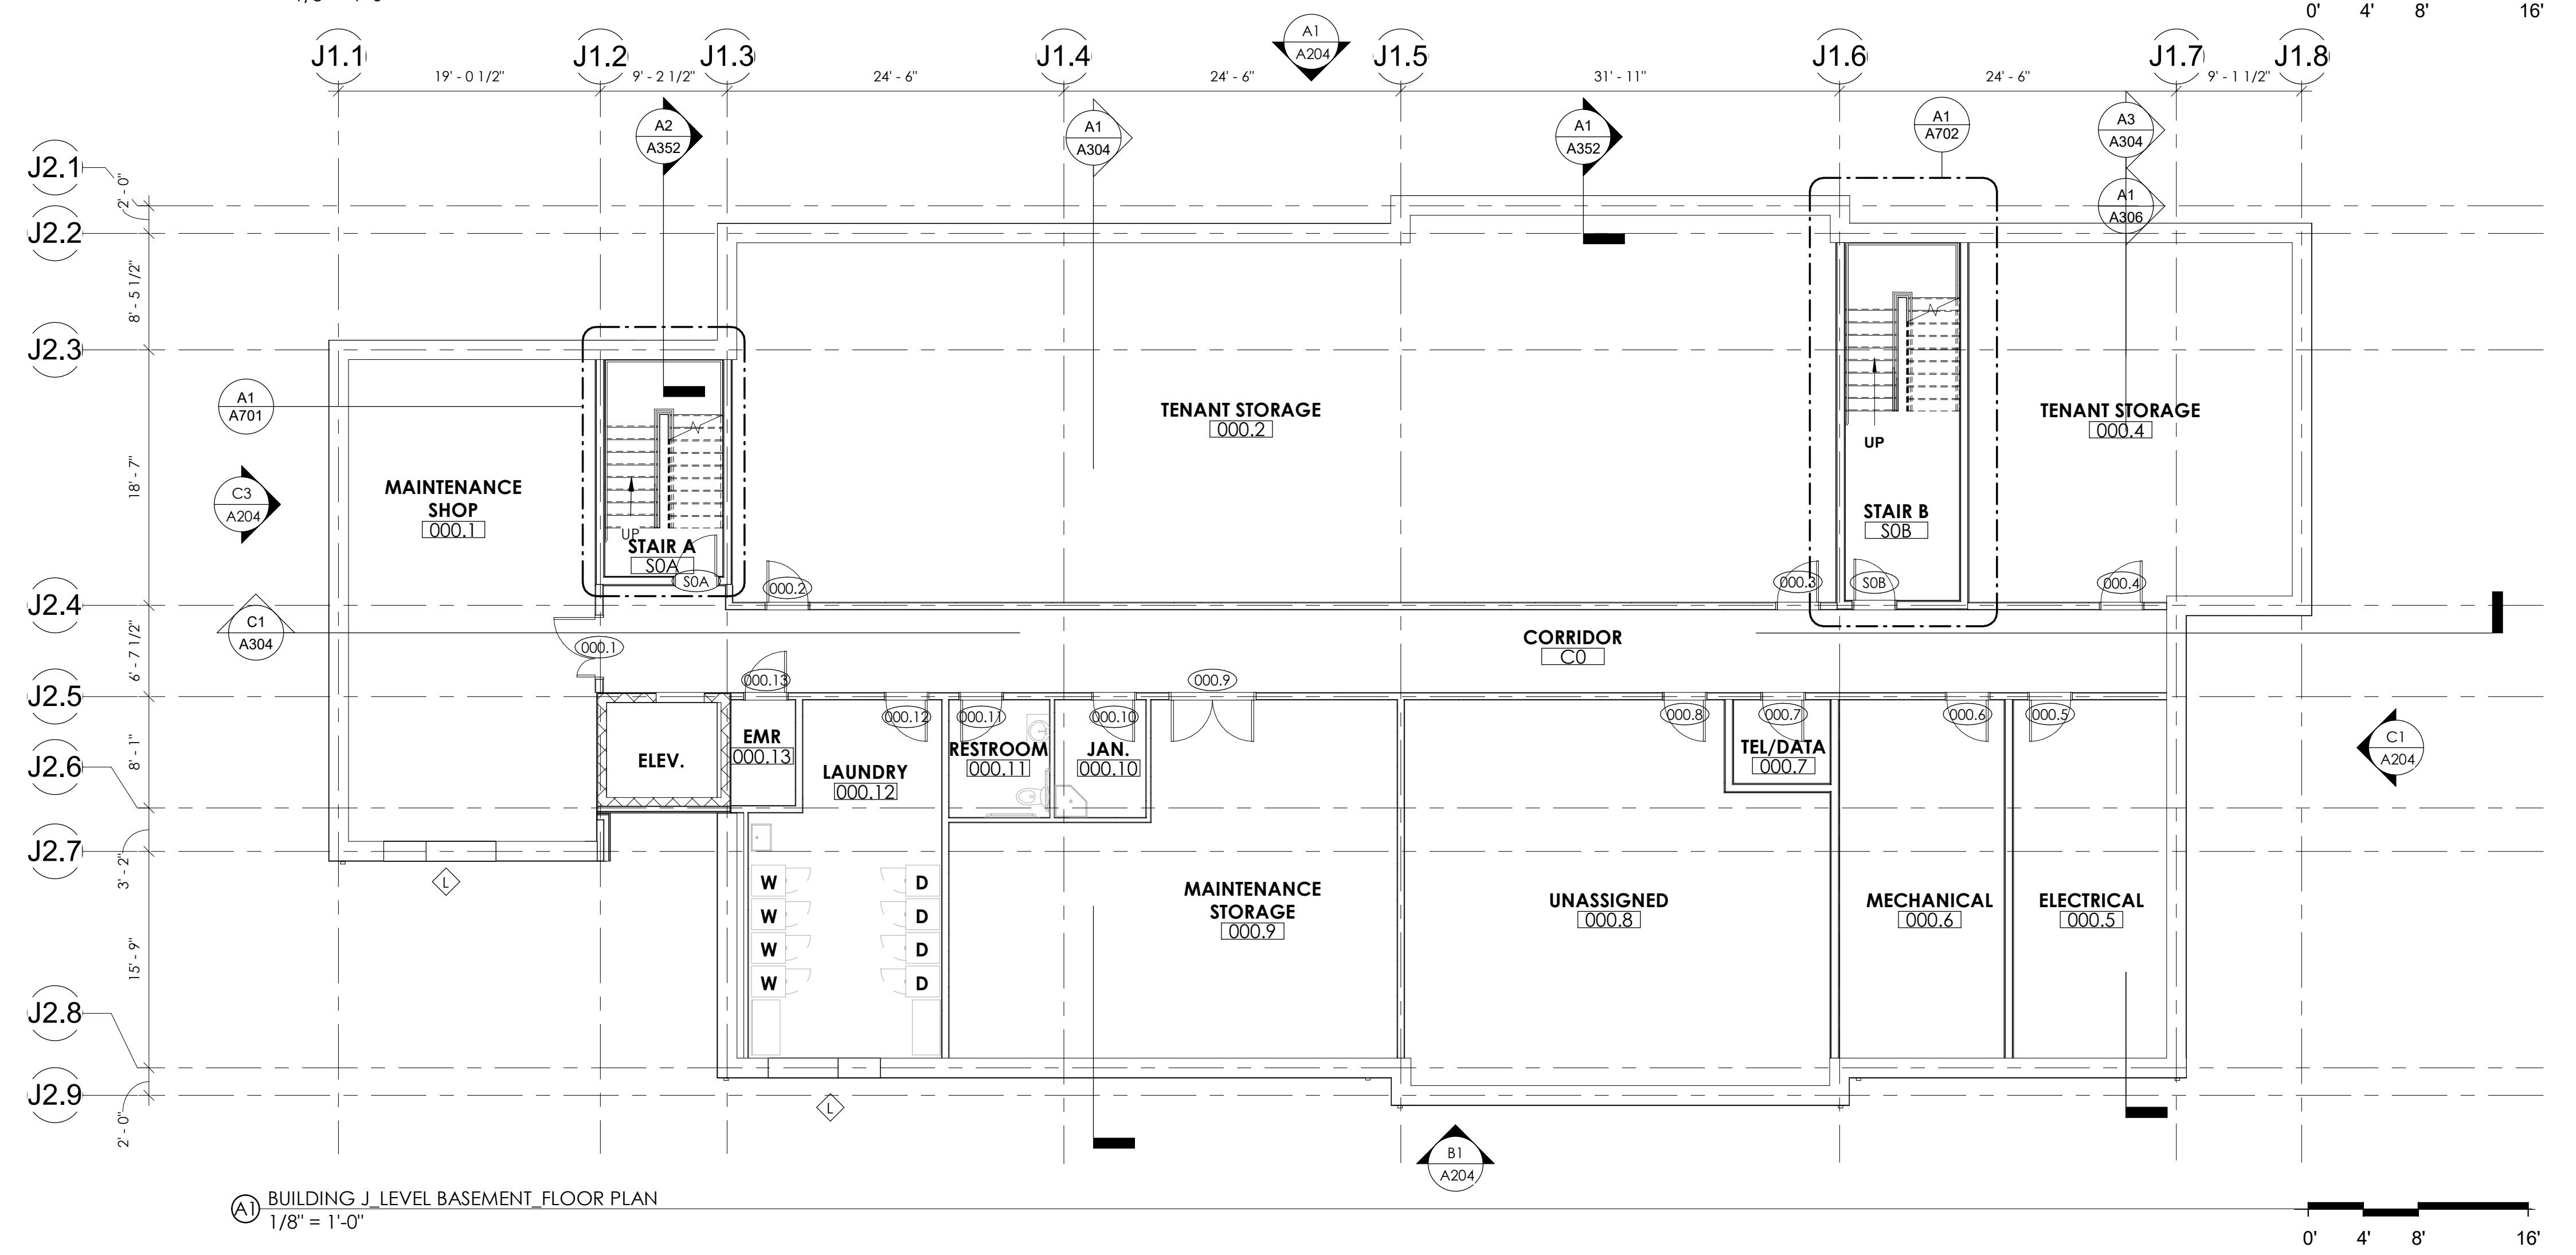 0' 4' 8' 16'
J1.1 J1.2 J1.3 J1.4 J1.5 J1.6 J1.7 J1.8
19' - 0 1/2" 9' - 2 1/2" 24' - 6" 24' - 6" 31' - 11" 24' - 6" 9' - 1 1/2"
A1
A204
A2
A352
A1
A304
A1
A352
A1
A702
A3
A304
A1
A306
J2.1
2' - 0"
J2.2
8' - 5 1/2"
J2.3
18' - 7"
J2.4
6' - 7 1/2"
J2.5
8' - 1"
J2.6
J2.7
3' - 2"
15' - 9"
J2.8
J2.9
2' - 0"
A1
A701
C3
A204
C1
A304
MAINTENANCE
SHOP
000.1
UP
STAIR A
S0A
S0A
000.2
TENANT STORAGE
000.2
000.3
UP
STAIR B
S0B
S0B
TENANT STORAGE
000.4
000.4
000.1
CORRIDOR
C0
000.13
000.9
ELEV.
EMR
000.13
000.12
LAUNDRY
000.12
000.11
RESTROOM
000.11
000.10
JAN.
000.10
000.8
000.7
TEL/DATA
000.7
000.6
000.5
C1
A204
L
W D
W D
W D
W D
MAINTENANCE
STORAGE
000.9
UNASSIGNED
000.8
MECHANICAL
000.6
ELECTRICAL
000.5
L
B1
A204
A1 BUILDING J_LEVEL BASEMENT_FLOOR PLAN
1/8" = 1'-0"
0' 4' 8' 16'